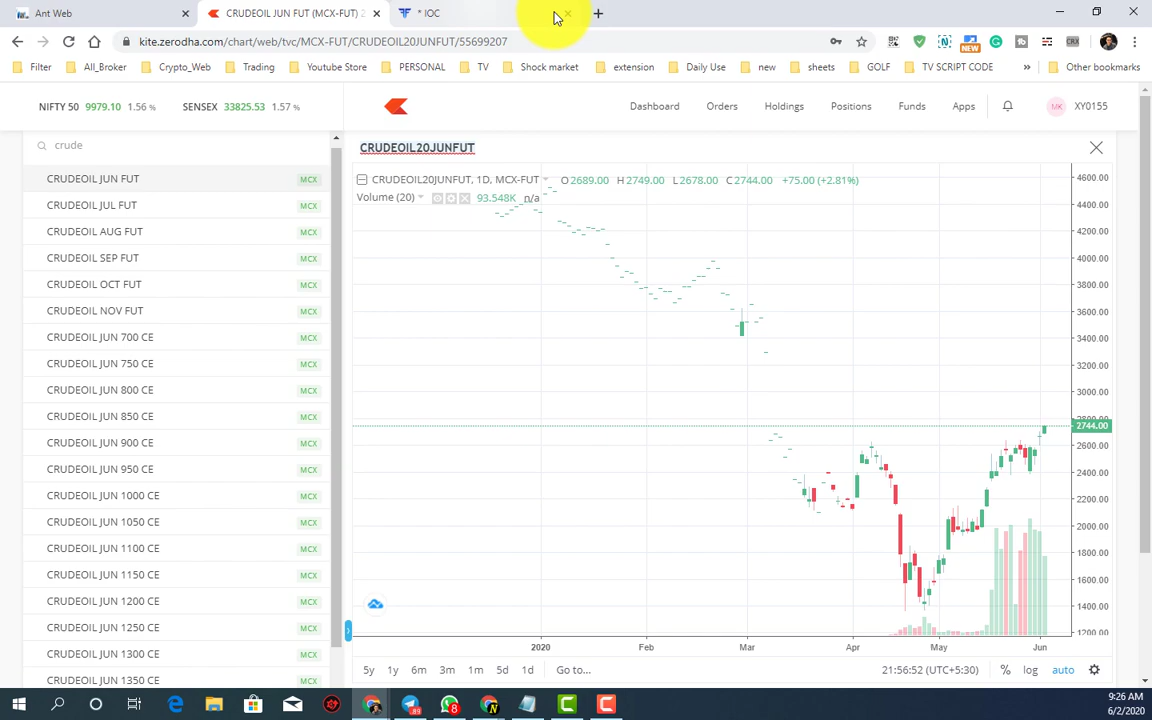 Ant Web
CRUDEOIL JUN FUT (MCX-FUT) 2
* IOC
kite.zerodha.com/chart/web/tvc/MCX-FUT/CRUDEOIL20JUNFUT/55699207
Filter
All_Broker
Crypto_Web
Trading
Youtube Store
PERSONAL
TV
Shock market
extension
Daily Use
new
sheets
GOLF
TV SCRIPT CODE
»
Other bookmarks
NEW
CRX
NIFTY 50 9979.10 1.56 %
SENSEX 33825.53 1.57 %
Dashboard
Orders
Holdings
Positions
Funds
Apps
MK
XY0155
crude
CRUDEOIL JUN FUT MCX
CRUDEOIL JUL FUT MCX
CRUDEOIL AUG FUT MCX
CRUDEOIL SEP FUT MCX
CRUDEOIL OCT FUT MCX
CRUDEOIL NOV FUT MCX
CRUDEOIL JUN 700 CE MCX
CRUDEOIL JUN 750 CE MCX
CRUDEOIL JUN 800 CE MCX
CRUDEOIL JUN 850 CE MCX
CRUDEOIL JUN 900 CE MCX
CRUDEOIL JUN 950 CE MCX
CRUDEOIL JUN 1000 CE MCX
CRUDEOIL JUN 1050 CE MCX
CRUDEOIL JUN 1100 CE MCX
CRUDEOIL JUN 1150 CE MCX
CRUDEOIL JUN 1200 CE MCX
CRUDEOIL JUN 1250 CE MCX
CRUDEOIL JUN 1300 CE MCX
CRUDEOIL JUN 1350 CE MCX
CRUDEOIL20JUNFUT
CRUDEOIL20JUNFUT, 1D, MCX-FUT O2689.00 H2749.00 L2678.00 C2744.00 +75.00 (+2.81%)
Volume (20) 93.548K n/a
4600.00
4400.00
4200.00
4000.00
3800.00
3600.00
3400.00
3200.00
3000.00
2800.00
2744.00
2600.00
2400.00
2200.00
2000.00
1800.00
1600.00
1400.00
1200.00
2020 Feb Mar Apr May Jun
5y 1y 6m 3m 1m 5d 1d Go to...
21:56:52 (UTC+5:30) % log auto
89
8
9:26 AM
6/2/2020